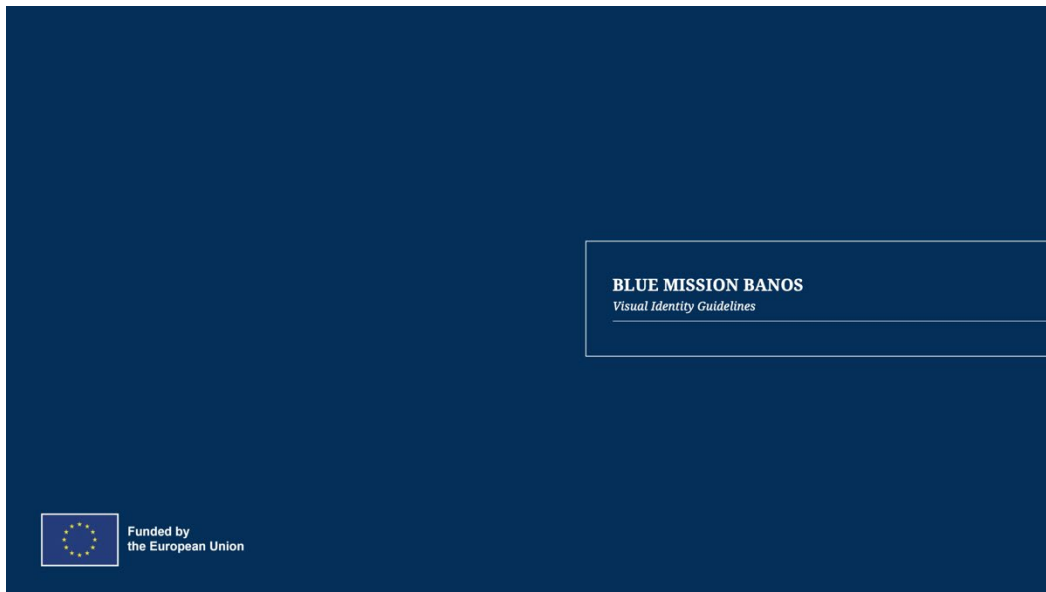 BLUE MISSION BANOS
Visual Identity Guidelines
Funded by
the European Union